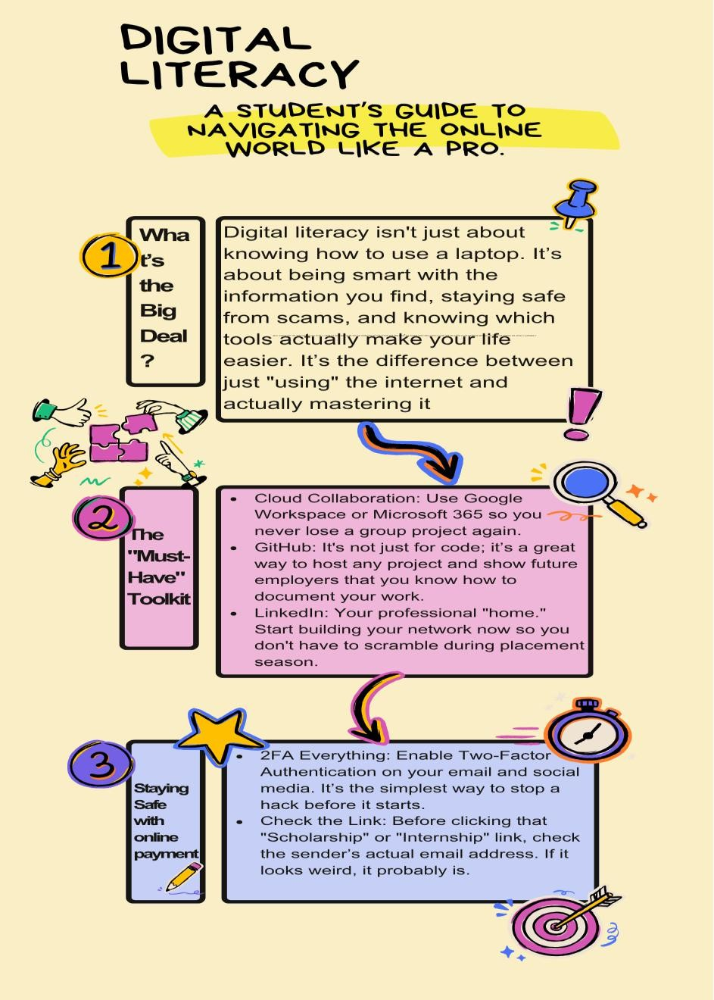 DIGITAL
LITERACY
A STUDENT'S GUIDE TO
NAVIGATING THE ONLINE
WORLD LIKE A PRO.
1
Wha
t's
the
Big
Deal
?
Digital literacy isn't just about
knowing how to use a laptop. It’s
about being smart with the
information you find, staying safe
from scams, and knowing which
tools actually make your life
easier. It’s the difference between
just "using" the internet and
actually mastering it
2
The
"Must-
Have"
Toolkit
• Cloud Collaboration: Use Google
Workspace or Microsoft 365 so you
never lose a group project again.
• GitHub: It's not just for code; it’s a great
way to host any project and show future
employers that you know how to
document your work.
• LinkedIn: Your professional "home."
Start building your network now so you
don't have to scramble during placement
season.
3
Staying
Safe
with
online
payment
• 2FA Everything: Enable Two-Factor
Authentication on your email and social
media. It’s the simplest way to stop a
hack before it starts.
• Check the Link: Before clicking that
"Scholarship" or "Internship" link, check
the sender’s actual email address. If it
looks weird, it probably is.